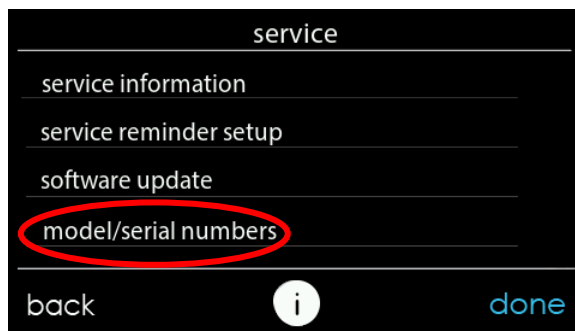 service
service information
service reminder setup
software update
model/serial numbers
back i done